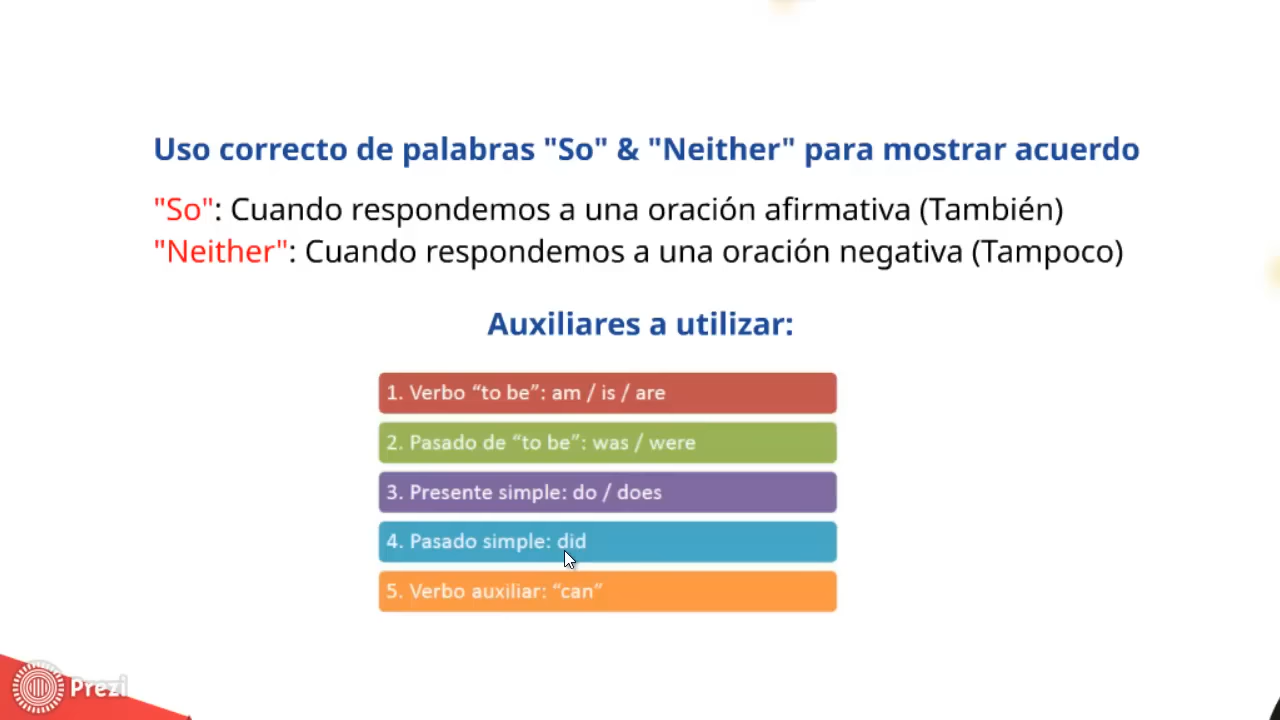 Uso correcto de palabras "So" & "Neither" para mostrar acuerdo
"So": Cuando respondemos a una oración afirmativa (También)
"Neither": Cuando respondemos a una oración negativa (Tampoco)
Auxiliares a utilizar:
1. Verbo “to be”: am / is / are
2. Pasado de “to be”: was / were
3. Presente simple: do / does
4. Pasado simple: did
5. Verbo auxiliar: “can”
Prezi